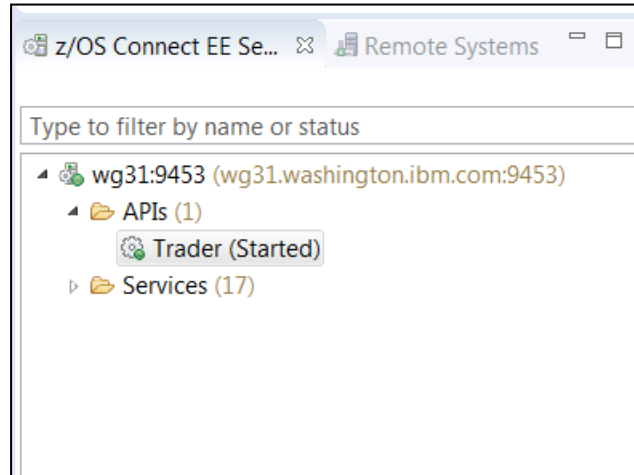 z/OS Connect EE Se... Remote Systems
Type to filter by name or status
wg31:9453 (wg31.washington.ibm.com:9453)
APIs (1)
Trader (Started)
Services (17)